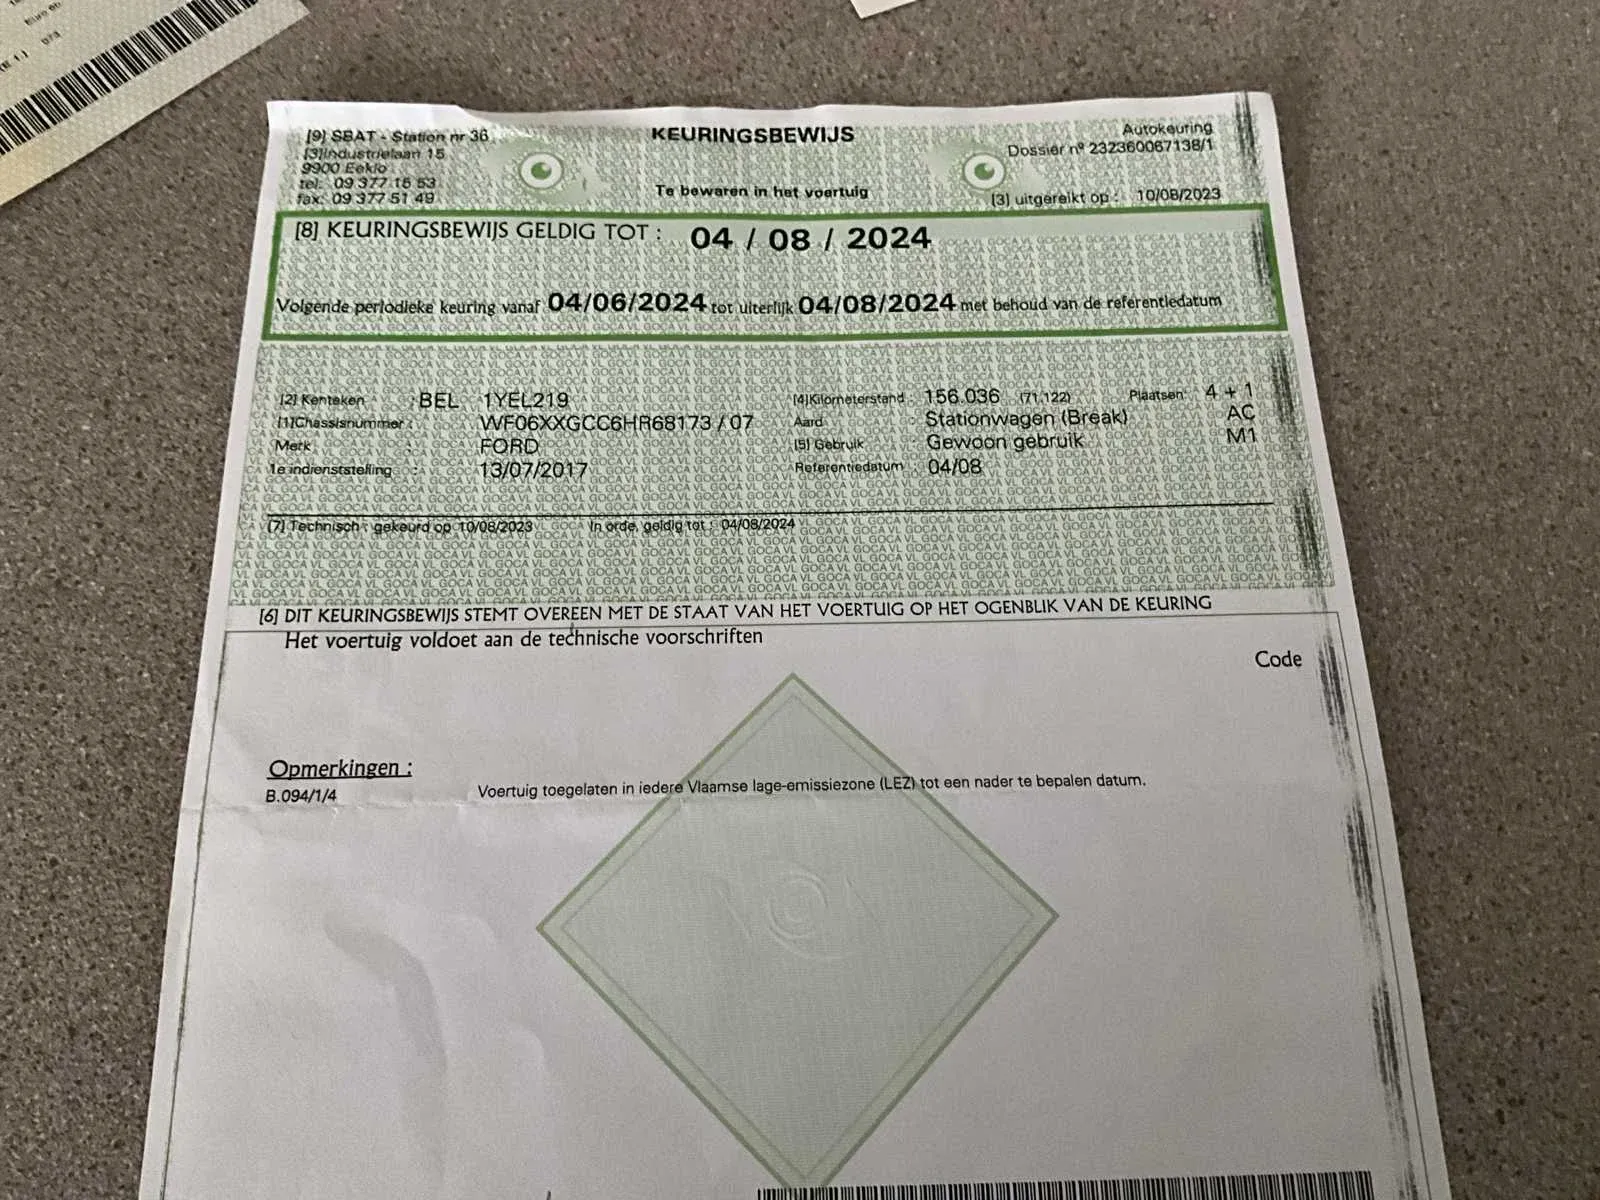 Euro 6b
(E.1.) 073
[9] SBAT - Station nr 36
[3]Industrielaan 15
9900 Eeklo
tel: 09 377 15 53
fax: 09 377 51 49
KEURINGSBEWIJS
Te bewaren in het voertuig
Autokeuring
Dossier nº 232360067138/1
[3] uitgereikt op : 10/08/2023
[8] KEURINGSBEWIJS GELDIG TOT : 04 / 08 / 2024
Volgende periodieke keuring vanaf 04/06/2024 tot uiterlijk 04/08/2024 met behoud van de referentiedatum
[2] Kenteken : BEL 1YEL219 [4]Kilometerstand : 156.036 (71.122) Plaatsen: 4 + 1
[1]Chassisnummer : WF06XXGCC6HR68173 / 07 Aard : Stationwagen (Break) AC
Merk : FORD [5] Gebruik : Gewoon gebruik M1
1e indienststelling : 13/07/2017 Referentiedatum : 04/08
[7] Technisch : gekeurd op 10/08/2023 In orde, geldig tot : 04/08/2024
[6] DIT KEURINGSBEWIJS STEMT OVEREEN MET DE STAAT VAN HET VOERTUIG OP HET OGENBLIK VAN DE KEURING
Het voertuig voldoet aan de technische voorschriften
Code
Opmerkingen :
B.094/1/4 Voertuig toegelaten in iedere Vlaamse lage-emissiezone (LEZ) tot een nader te bepalen datum.